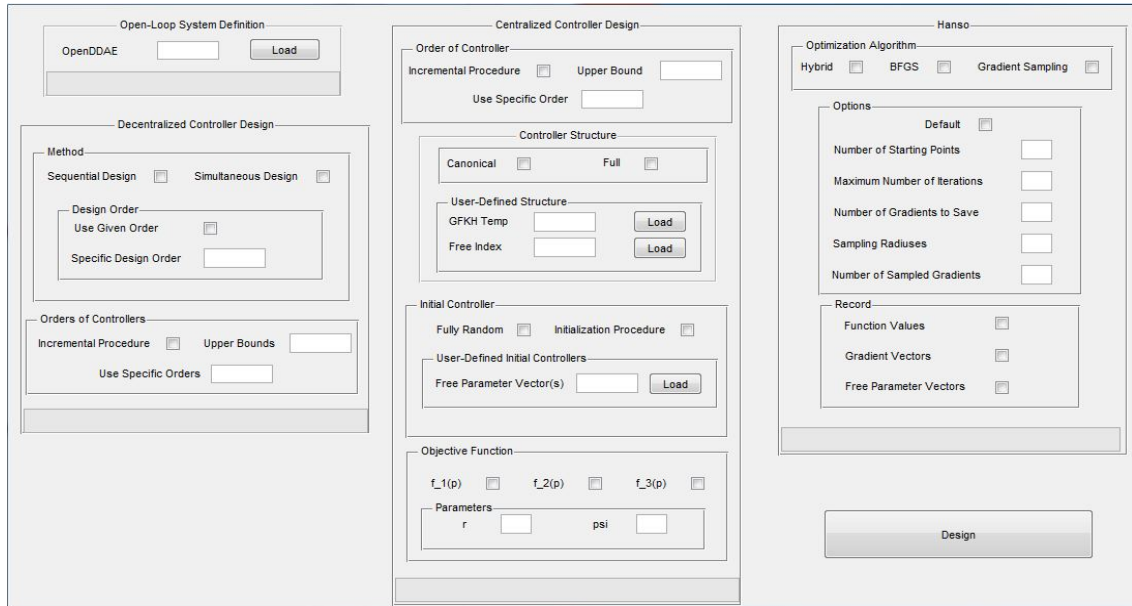 Open-Loop System Definition
OpenDDAE
Load
Decentralized Controller Design
Method
Sequential Design Simultaneous Design
Design Order
Use Given Order
Specific Design Order
Orders of Controllers
Incremental Procedure Upper Bounds
Use Specific Orders
Centralized Controller Design
Order of Controller
Incremental Procedure Upper Bound
Use Specific Order
Controller Structure
Canonical Full
User-Defined Structure
GFKH Temp Load
Free Index Load
Initial Controller
Fully Random Initialization Procedure
User-Defined Initial Controllers
Free Parameter Vector(s) Load
Objective Function
f_1(p) f_2(p) f_3(p)
Parameters
r psi
Hanso
Optimization Algorithm
Hybrid BFGS Gradient Sampling
Options
Default
Number of Starting Points
Maximum Number of Iterations
Number of Gradients to Save
Sampling Radiuses
Number of Sampled Gradients
Record
Function Values
Gradient Vectors
Free Parameter Vectors
Design